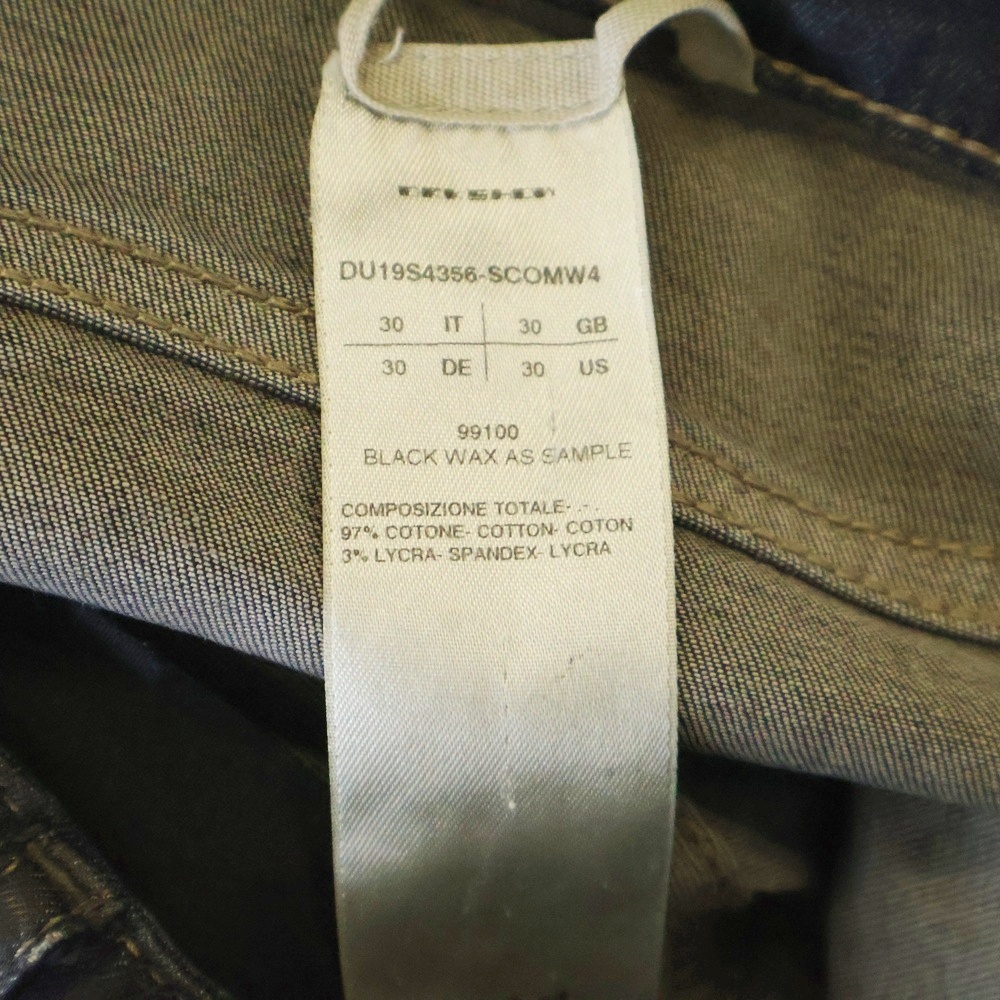 DRKSHDW
DU19S4356-SCOMW4
30 IT 30 GB
30 DE 30 US
99100
BLACK WAX AS SAMPLE
COMPOSIZIONE TOTALE- .- .
97% COTONE- COTTON- COTON
3% LYCRA- SPANDEX- LYCRA